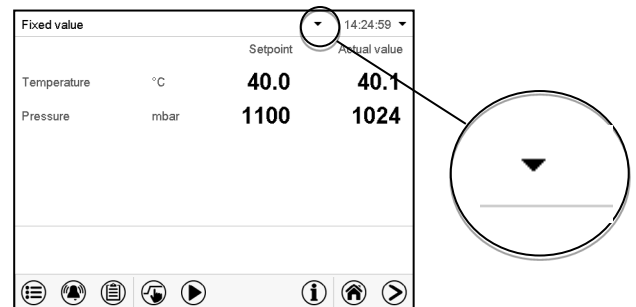 Fixed value 14:24:59
Setpoint Actual value
Temperature °C 40.0 40.1
Pressure mbar 1100 1024